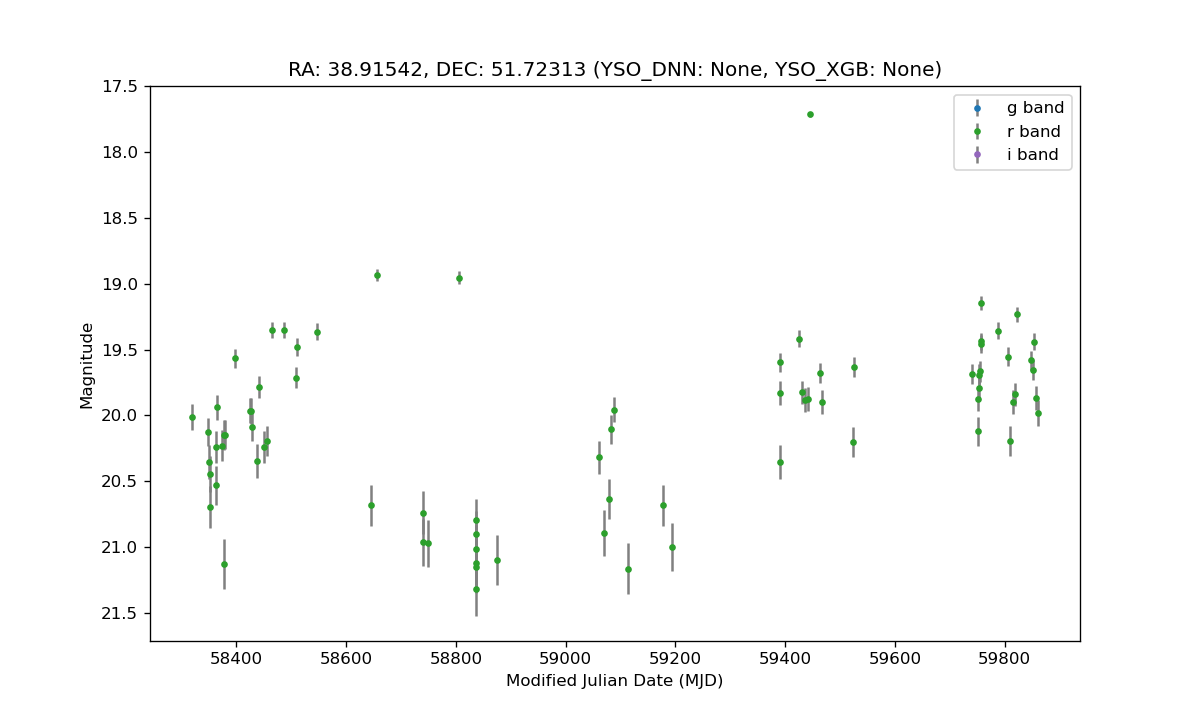 RA: 38.91542, DEC: 51.72313 (YSO_DNN: None, YSO_XGB: None)
17.5
18.0
18.5
19.0
19.5
20.0
20.5
21.0
21.5
Magnitude
g band
r band
i band
58400
58600
58800
59000
59200
59400
59600
59800
Modified Julian Date (MJD)